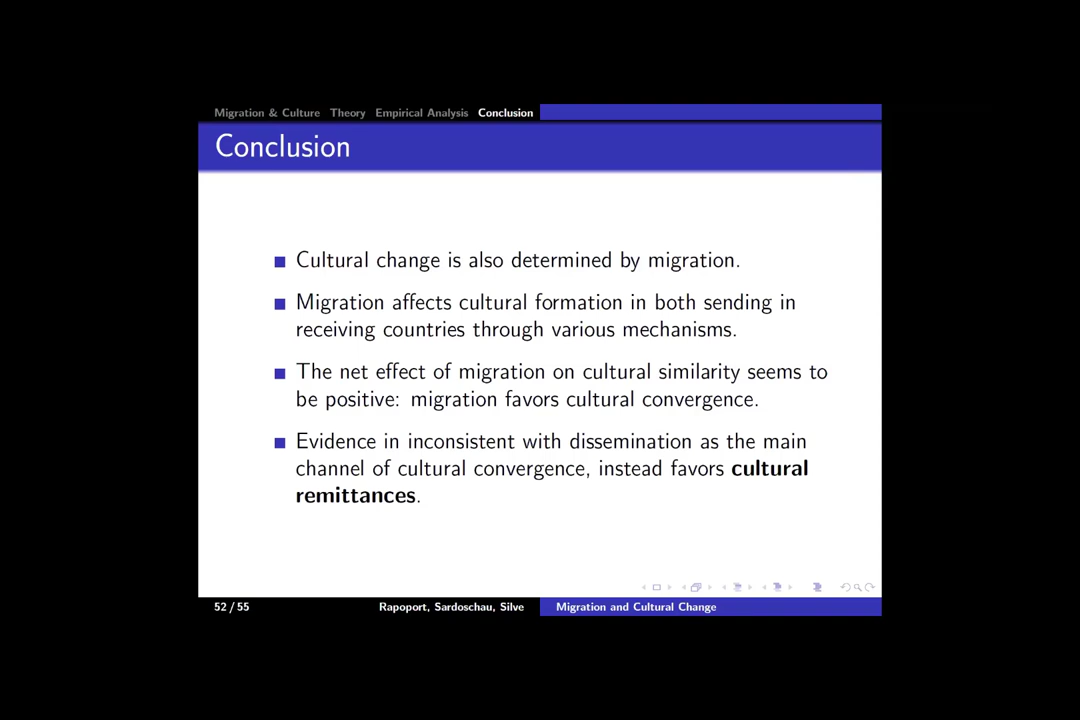 Migration & Culture Theory Empirical Analysis Conclusion
Conclusion
Cultural change is also determined by migration.
Migration affects cultural formation in both sending in
receiving countries through various mechanisms.
The net effect of migration on cultural similarity seems to
be positive: migration favors cultural convergence.
Evidence in inconsistent with dissemination as the main
channel of cultural convergence, instead favors cultural
remittances.
52 / 55 Rapoport, Sardoschau, Silve Migration and Cultural Change